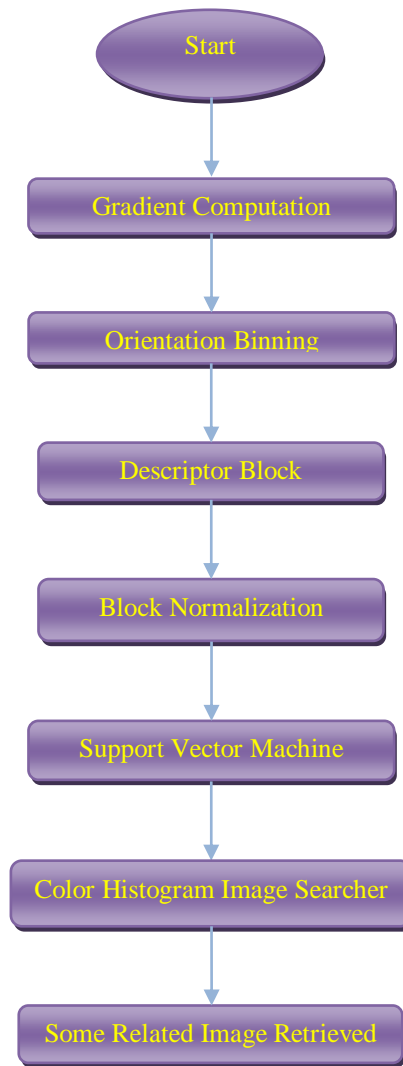 Start
Gradient Computation
Orientation Binning
Descriptor Block
Block Normalization
Support Vector Machine
Color Histogram Image Searcher
Some Related Image Retrieved